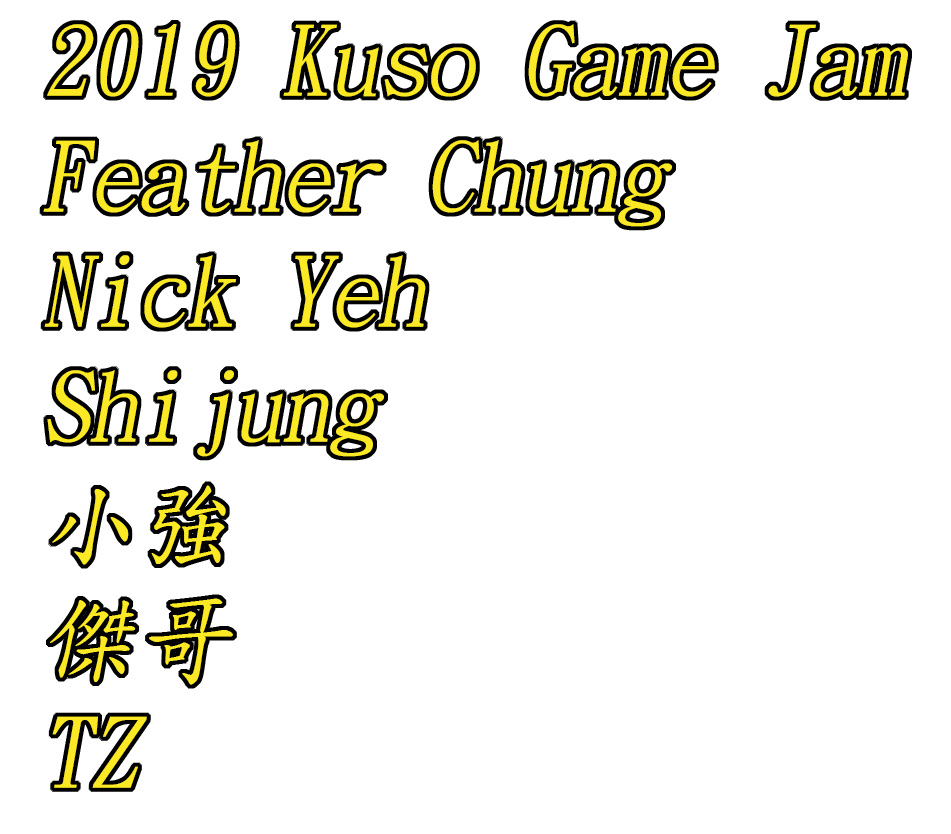 2019 Kuso Game Jam
Feather Chung
Nick Yeh
Shijung
小強
傑哥
TZ